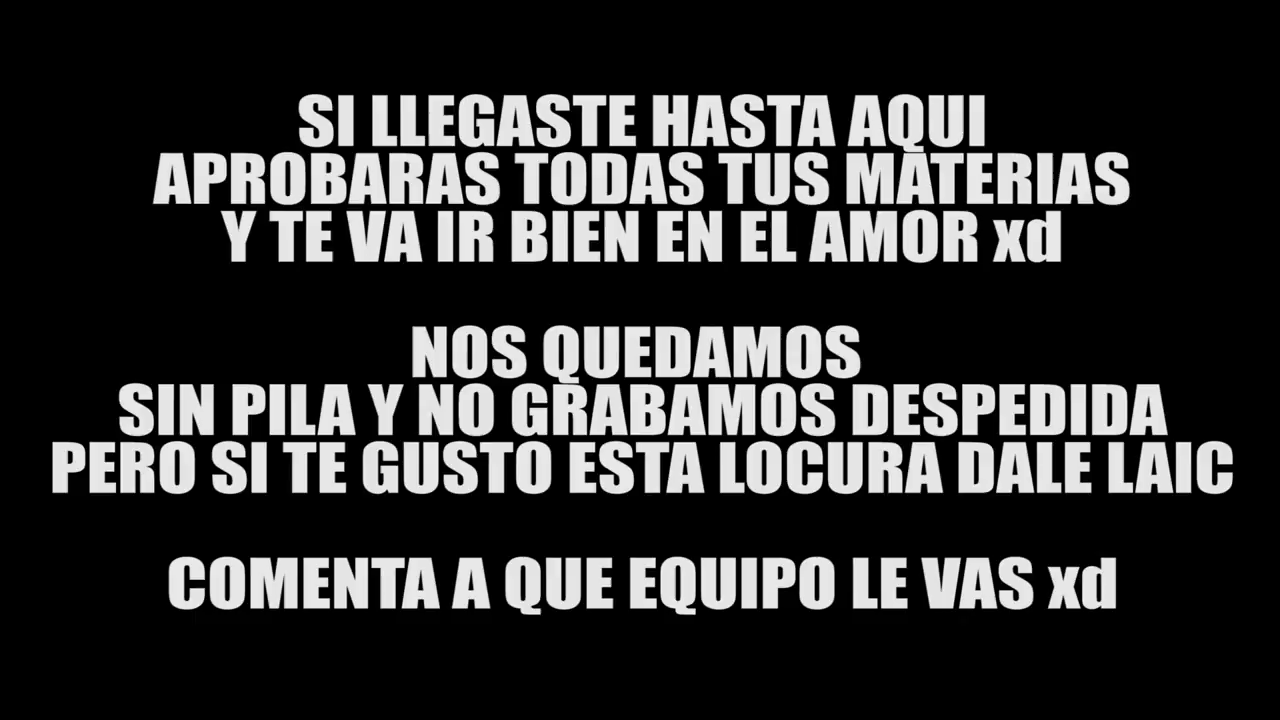 SI LLEGASTE HASTA AQUI
APROBARAS TODAS TUS MATERIAS
Y TE VA IR BIEN EN EL AMOR xd
NOS QUEDAMOS
SIN PILA Y NO GRABAMOS DESPEDIDA
PERO SI TE GUSTO ESTA LOCURA DALE LAIC
COMENTA A QUE EQUIPO LE VAS xd